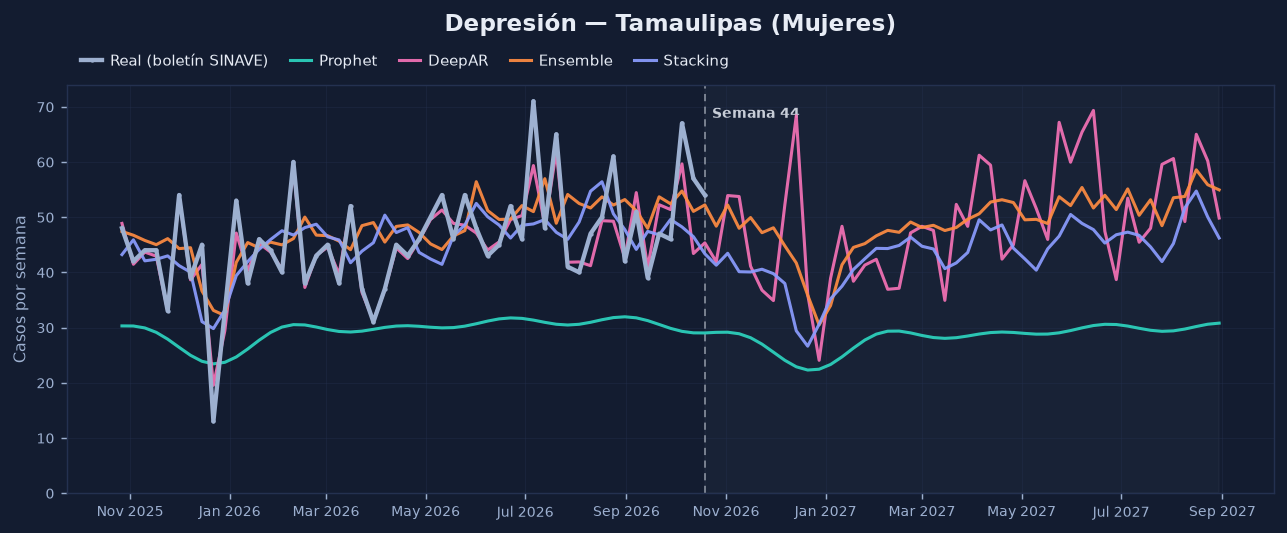 Depresión — Tamaulipas (Mujeres)
Real (boletín SINAVE) Prophet DeepAR Ensemble Stacking
Semana 44
Casos por semana
70
60
50
40
30
20
10
0
Nov 2025 Jan 2026 Mar 2026 May 2026 Jul 2026 Sep 2026 Nov 2026 Jan 2027 Mar 2027 May 2027 Jul 2027 Sep 2027